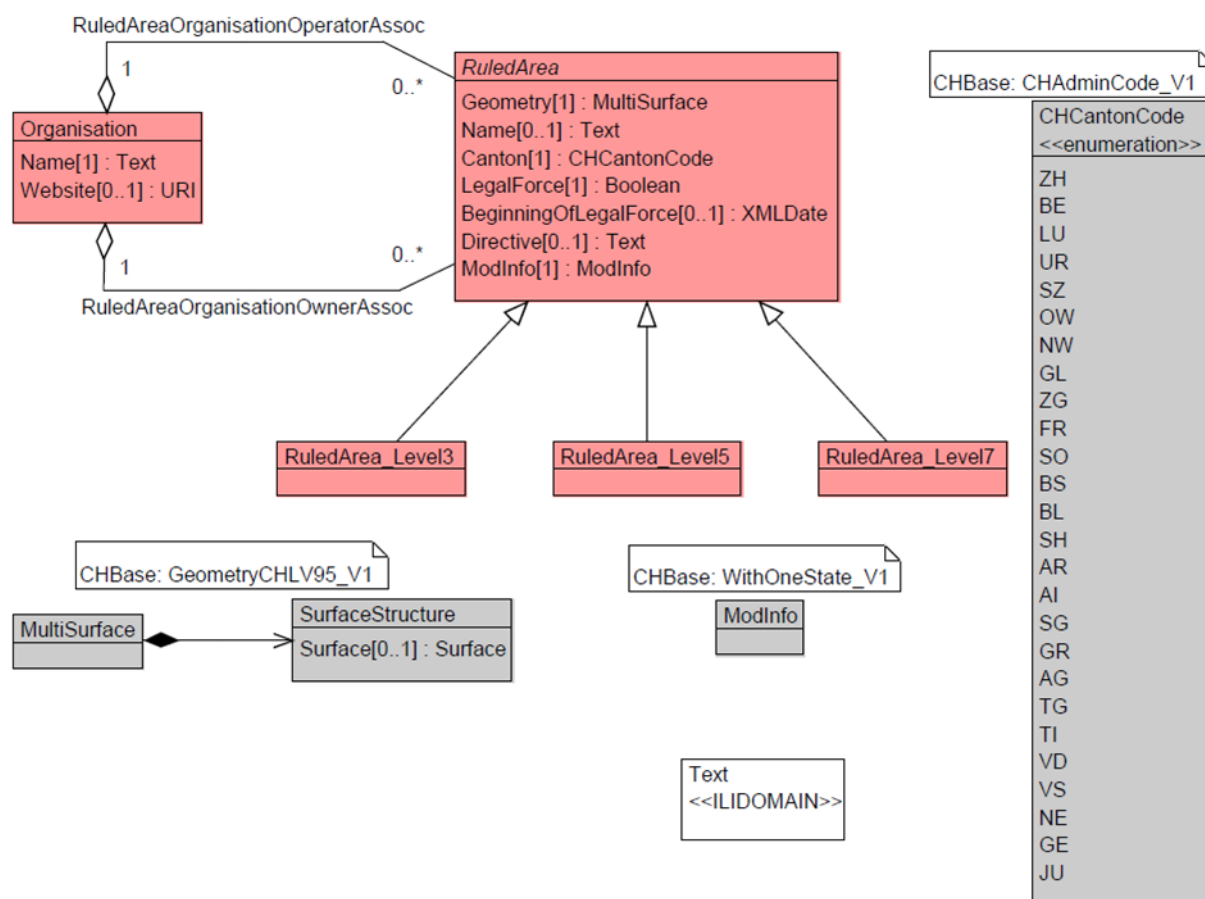 RuledAreaOrganisationOperatorAssoc
1
0..*
Organisation
Name[1] : Text
Website[0..1] : URI
1
0..*
RuledAreaOrganisationOwnerAssoc
RuledArea
Geometry[1] : MultiSurface
Name[0..1] : Text
Canton[1] : CHCantonCode
LegalForce[1] : Boolean
BeginningOfLegalForce[0..1] : XMLDate
Directive[0..1] : Text
ModInfo[1] : ModInfo
CHBase: CHAdminCode_V1
CHCantonCode
<<enumeration>>
ZH
BE
LU
UR
SZ
OW
NW
GL
ZG
FR
SO
BS
BL
SH
AR
AI
SG
GR
AG
TG
TI
VD
VS
NE
GE
JU
RuledArea_Level3
RuledArea_Level5
RuledArea_Level7
CHBase: GeometryCHLV95_V1
MultiSurface
SurfaceStructure
Surface[0..1] : Surface
CHBase: WithOneState_V1
ModInfo
Text
<<ILIDOMAIN>>